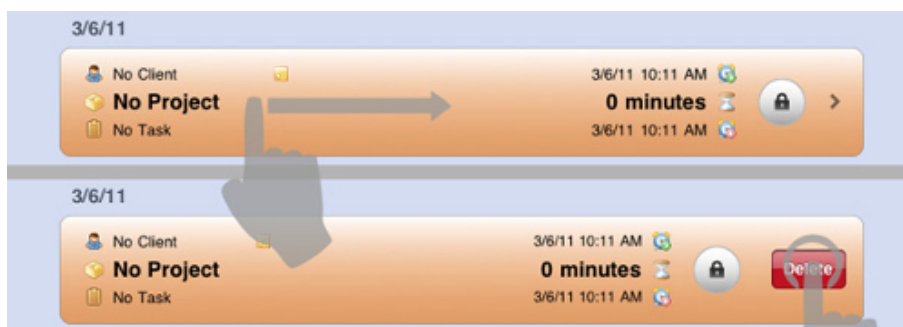 3/6/11
No Client 3/6/11 10:11 AM
No Project 0 minutes
No Task 3/6/11 10:11 AM
3/6/11
No Client 3/6/11 10:11 AM
No Project 0 minutes Delete
No Task 3/6/11 10:11 AM